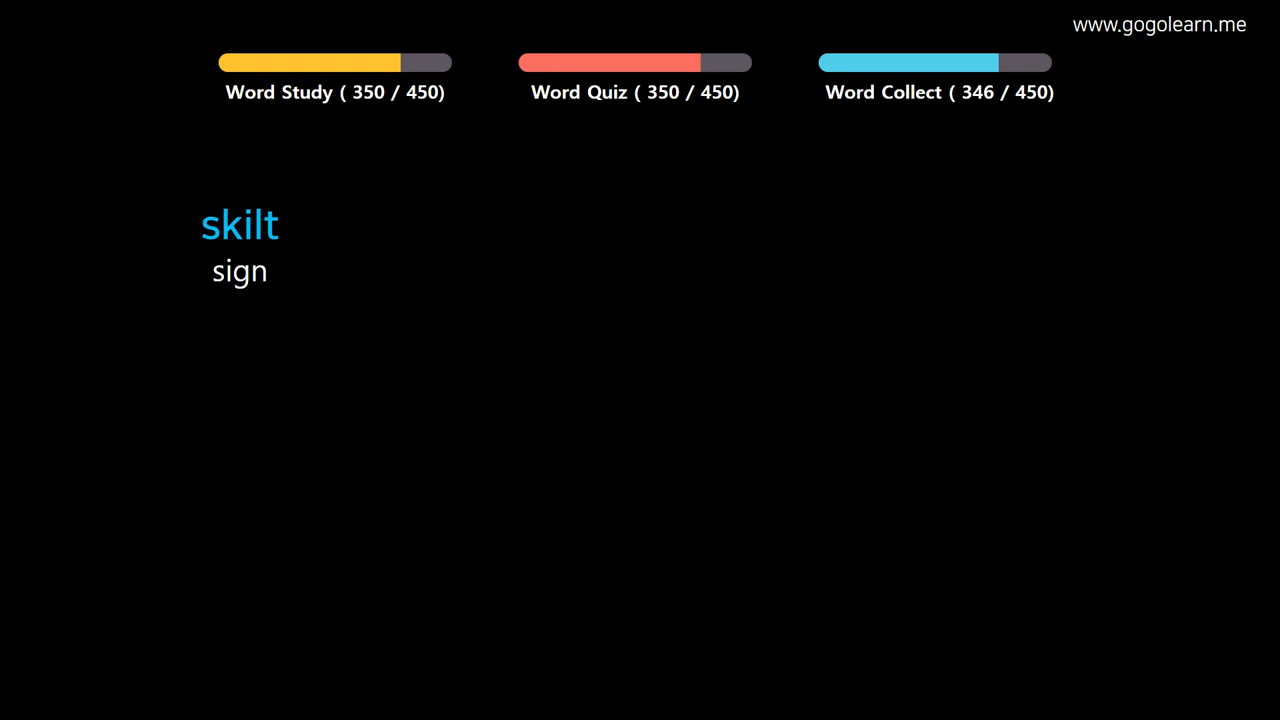 www.gogolearn.me
Word Study ( 350 / 450)
Word Quiz ( 350 / 450)
Word Collect ( 346 / 450)
skilt
sign